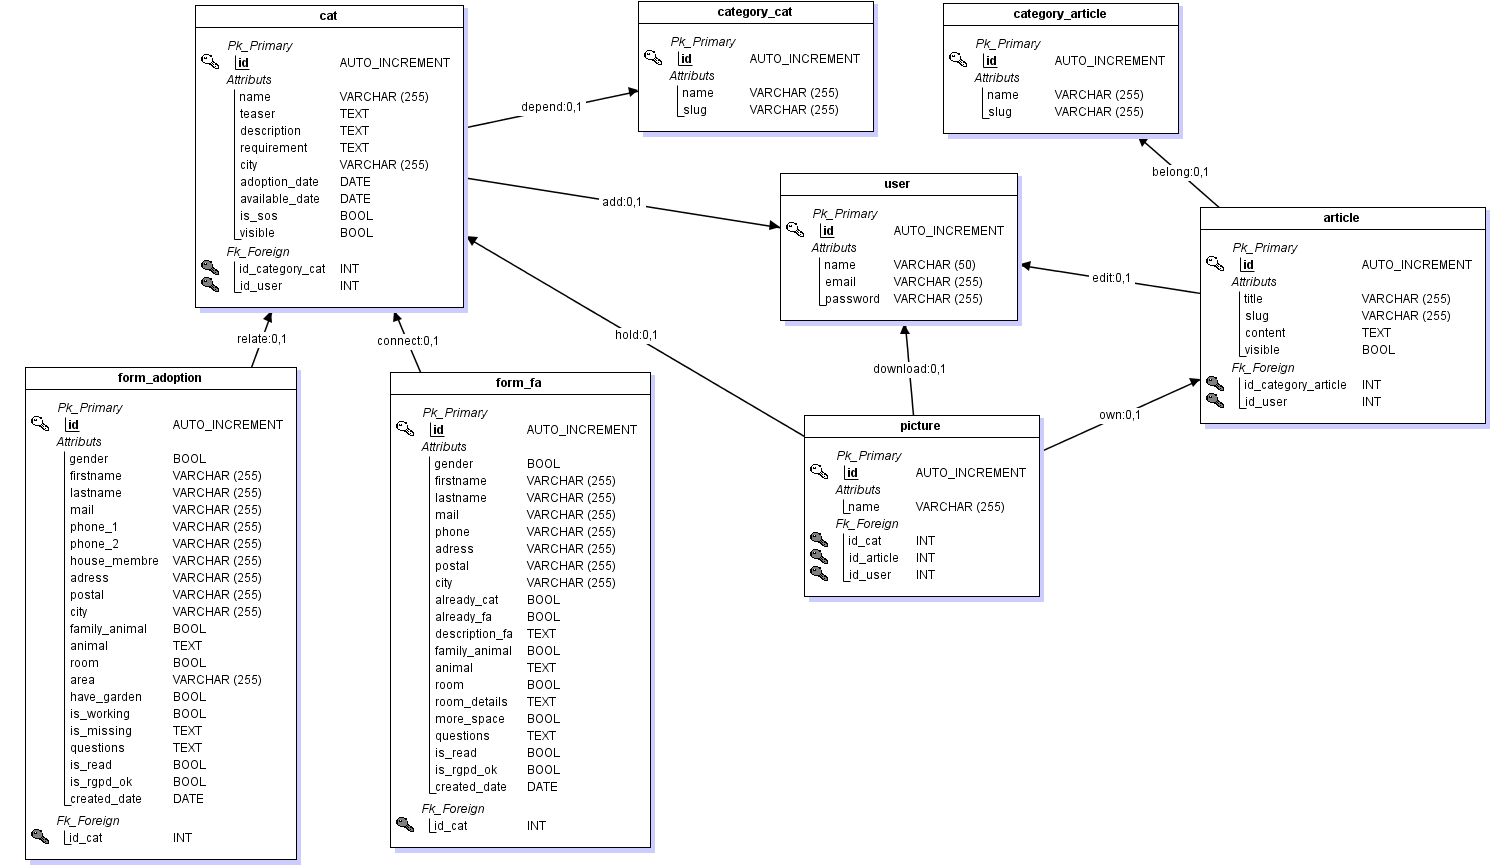 cat
Pk_Primary
id AUTO_INCREMENT
Attributs
name VARCHAR (255)
teaser TEXT
description TEXT
requirement TEXT
city VARCHAR (255)
adoption_date DATE
available_date DATE
is_sos BOOL
visible BOOL
Fk_Foreign
id_category_cat INT
id_user INT
depend:0,1
category_cat
Pk_Primary
id AUTO_INCREMENT
Attributs
name VARCHAR (255)
slug VARCHAR (255)
category_article
Pk_Primary
id AUTO_INCREMENT
Attributs
name VARCHAR (255)
slug VARCHAR (255)
belong:0,1
add:0,1
user
Pk_Primary
id AUTO_INCREMENT
Attributs
name VARCHAR (50)
email VARCHAR (255)
password VARCHAR (255)
edit:0,1
article
Pk_Primary
id AUTO_INCREMENT
Attributs
title VARCHAR (255)
slug VARCHAR (255)
content TEXT
visible BOOL
Fk_Foreign
id_category_article INT
id_user INT
relate:0,1
connect:0,1
hold:0,1
download:0,1
own:0,1
form_adoption
Pk_Primary
id AUTO_INCREMENT
Attributs
gender BOOL
firstname VARCHAR (255)
lastname VARCHAR (255)
mail VARCHAR (255)
phone_1 VARCHAR (255)
phone_2 VARCHAR (255)
house_membre VARCHAR (255)
adress VARCHAR (255)
postal VARCHAR (255)
city VARCHAR (255)
family_animal BOOL
animal TEXT
room BOOL
area VARCHAR (255)
have_garden BOOL
is_working BOOL
is_missing TEXT
questions TEXT
is_read BOOL
is_rgpd_ok BOOL
created_date DATE
Fk_Foreign
id_cat INT
form_fa
Pk_Primary
id AUTO_INCREMENT
Attributs
gender BOOL
firstname VARCHAR (255)
lastname VARCHAR (255)
mail VARCHAR (255)
phone VARCHAR (255)
adress VARCHAR (255)
postal VARCHAR (255)
city VARCHAR (255)
already_cat BOOL
already_fa BOOL
description_fa TEXT
family_animal BOOL
animal TEXT
room BOOL
room_details TEXT
more_space BOOL
questions TEXT
is_read BOOL
is_rgpd_ok BOOL
created_date DATE
Fk_Foreign
id_cat INT
picture
Pk_Primary
id AUTO_INCREMENT
Attributs
name VARCHAR (255)
Fk_Foreign
id_cat INT
id_article INT
id_user INT